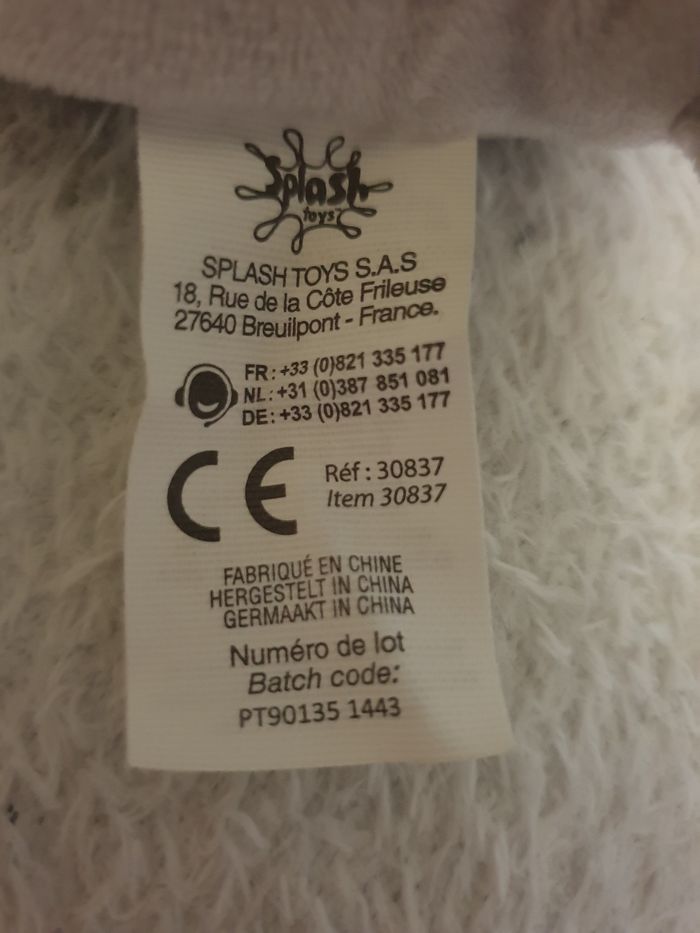 Splash
toys
SPLASH TOYS S.A.S
18, Rue de la Côte Frileuse
27640 Breuilpont - France.
FR : +33 (0)821 335 177
NL : +31 (0)387 851 081
DE : +33 (0)821 335 177
CE
Réf : 30837
Item 30837
FABRIQUÉ EN CHINE
HERGESTELT IN CHINA
GERMAAKT IN CHINA
Numéro de lot
Batch code:
PT90135 1443